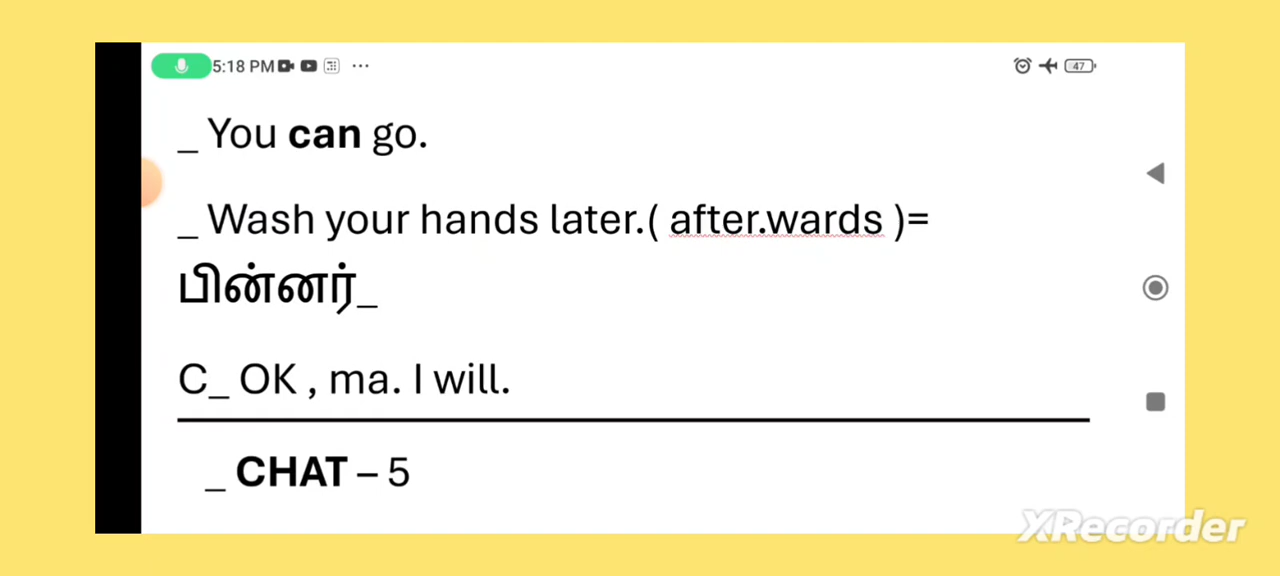 5:18 PM ...
47
_ You can go.
_ Wash your hands later.( after.wards )=
பின்னர்_
C_ OK , ma. I will.
_ CHAT – 5
XRecorder